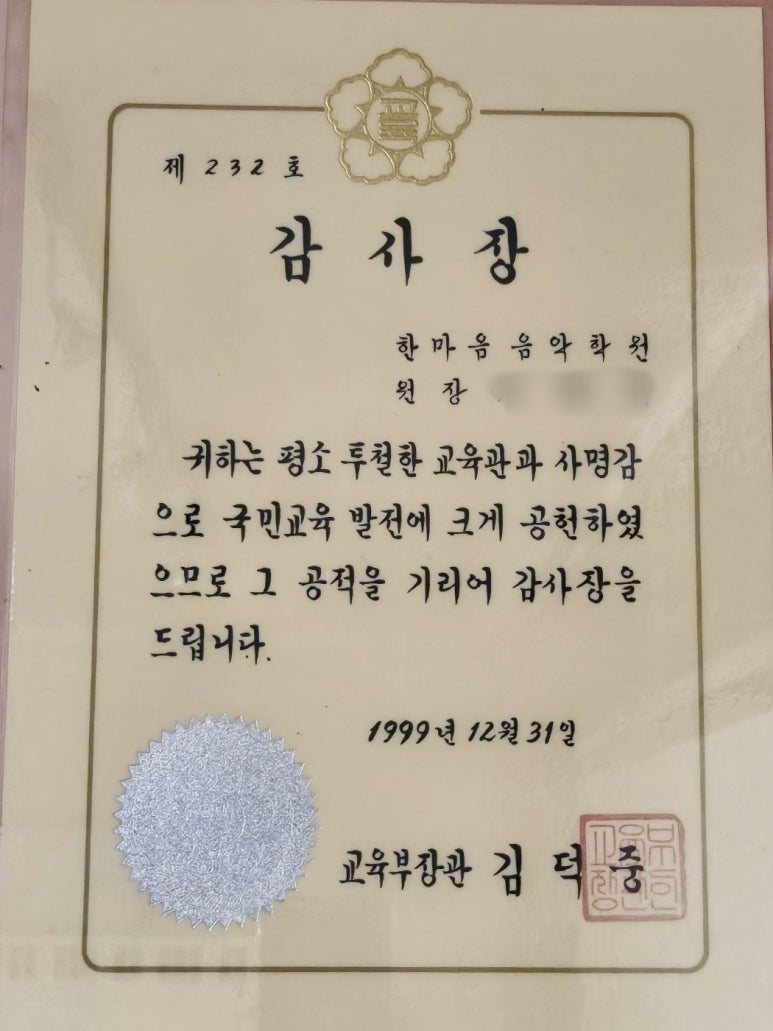 제 232 호
감 사 장
한마음음악학원
원 장
귀하는 평소 투철한 교육관과 사명감
으로 국민교육 발전에 크게 공헌하였
으므로 그 공적을 기리어 감사장을
드립니다.
1999년 12월 31일
교육부장관 김 덕 중